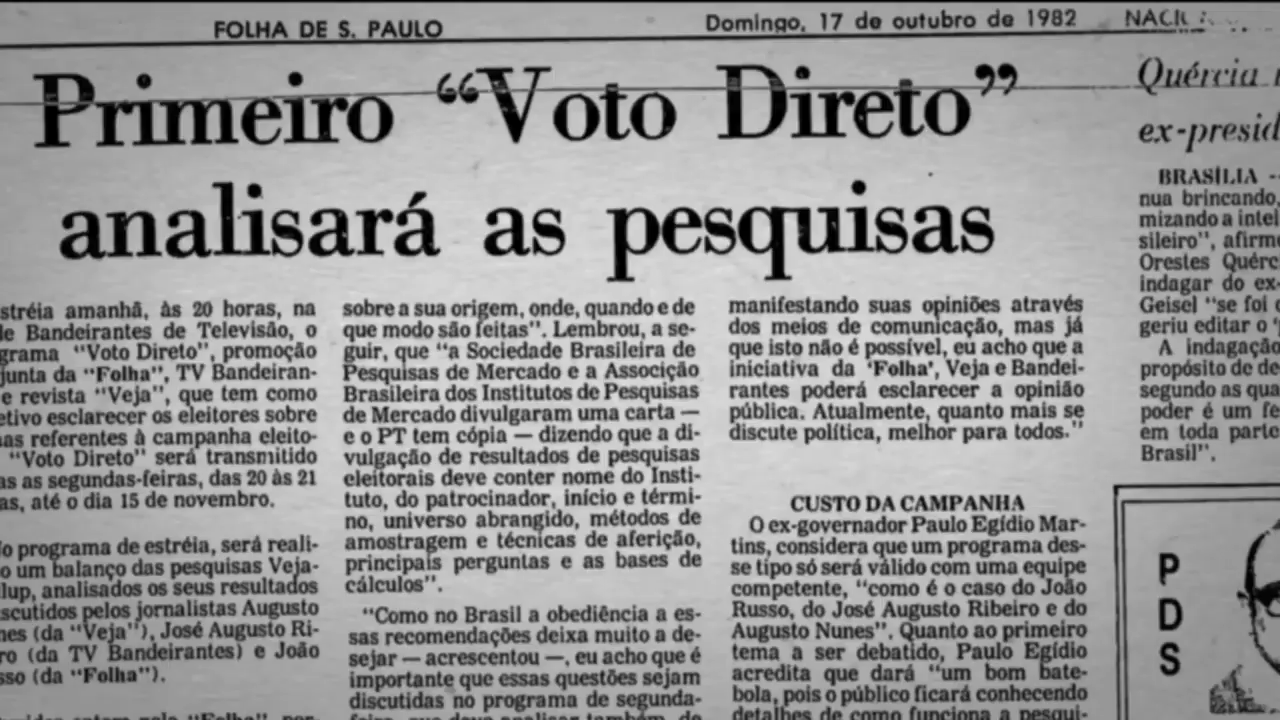 FOLHA DE S. PAULO
Domingo, 17 de outubro de 1982
Primeiro “Voto Direto”
analisará as pesquisas
stréia amanhã, às 20 horas, na
de Bandeirantes de Televisão, o
grama "Voto Direto", promoção
junta da "Folha", TV Bandeiran-
e revista "Veja", que tem como
etivo esclarecer os eleitores sobre
as referentes à campanha eleito-
"Voto Direto" será transmitido
as as segundas-feiras, das 20 às 21
as, até o dia 15 de novembro.
o programa de estréia, será reali-
o um balanço das pesquisas Veja-
lup, analisados os seus resultados
scutidos pelos jornalistas Augusto
nes (da "Veja"), José Augusto Ri-
ro (da TV Bandeirantes) e João
sso (da "Folha").
sobre a sua origem, onde, quando e de
que modo são feitas". Lembrou, a se-
guir, que "a Sociedade Brasileira de
Pesquisas de Mercado e a Associção
Brasileira dos Institutos de Pesquisas
de Mercado divulgaram uma carta —
e o PT tem cópia — dizendo que a di-
vulgação de resultados de pesquisas
eleitorais deve conter nome do Insti-
tuto, do patrocinador, início e térmi-
no, universo abrangido, métodos de
amostragem e técnicas de aferição,
principais perguntas e as bases de
cálculos".
"Como no Brasil a obediência a es-
sas recomendações deixa muito a de-
sejar — acrescentou —, eu acho que é
importante que essas questões sejam
discutidas no programa de segunda-
manifestando suas opiniões através
dos meios de comunicação, mas já
que isto não é possível, eu acho que a
iniciativa da 'Folha', Veja e Bandei-
rantes poderá esclarecer a opinião
pública. Atualmente, quanto mais se
discute política, melhor para todos."
CUSTO DA CAMPANHA
O ex-governador Paulo Egídio Mar-
tins, considera que um programa des-
se tipo só será válido com uma equipe
competente, "como é o caso do João
Russo, do José Augusto Ribeiro e do
Augusto Nunes". Quanto ao primeiro
tema a ser debatido, Paulo Egídio
acredita que dará "um bom bate-
bola, pois o público ficará conhecendo
detalhes de como funciona a pesqui-
Quércia
ex-presid
BRASÍLIA -
nua brincando,
mizando a intel
sileiro", afirmo
Orestes Quérc
indagar do ex-
Geisel "se foi
geriu editar o
A indagação
propósito de de
segundo as qua
poder é um fe
em toda parte
Brasil".
P
D
S